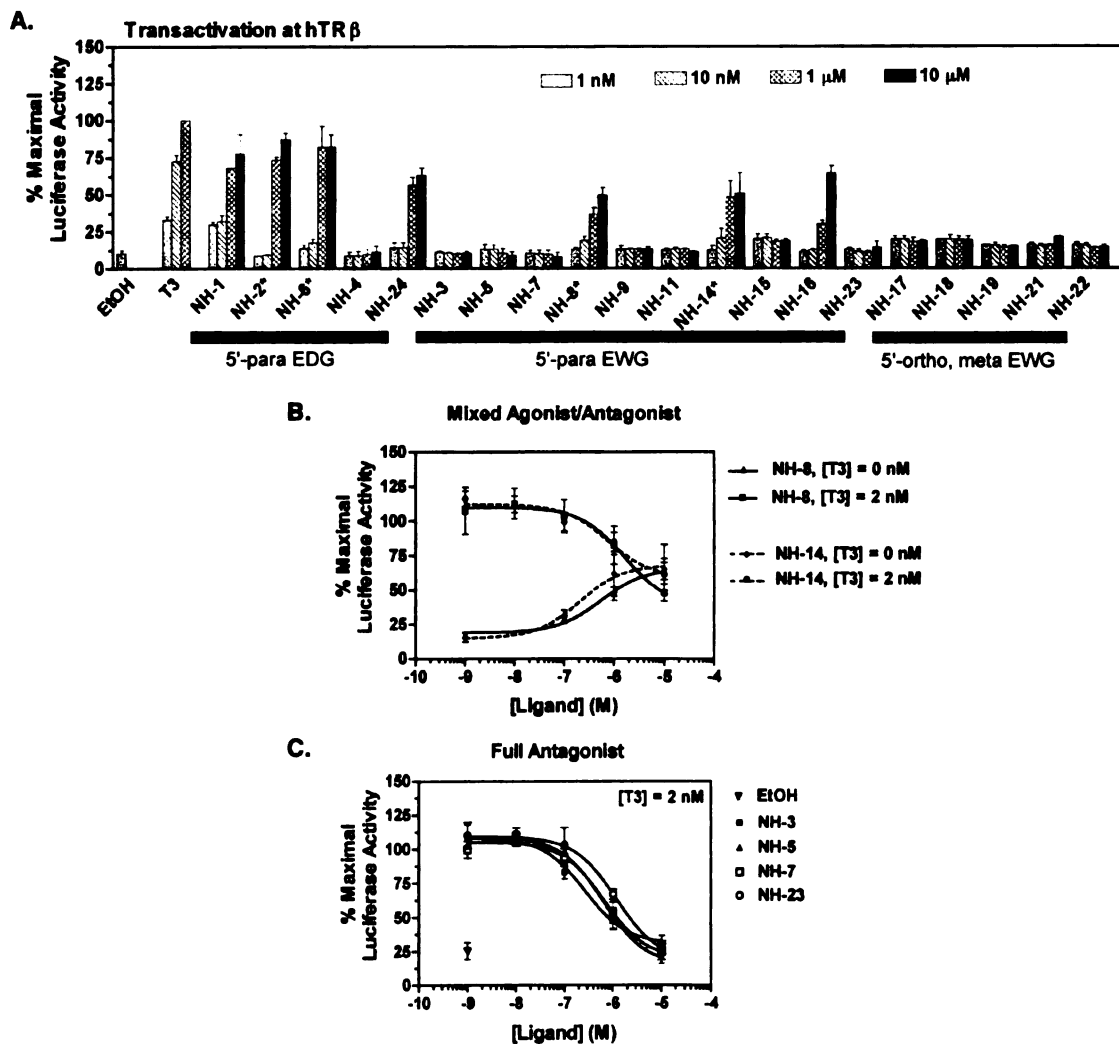 A.
Transactivation at hTR β
150
125
100
75
50
25
0
% Maximal
Luciferase Activity
1 nM
10 nM
1 μM
10 μM
EtOH
T3
NH-1
NH-2*
NH-6*
NH-4
NH-24
NH-3
NH-5
NH-7
NH-8*
NH-9
NH-11
NH-14*
NH-15
NH-16
NH-23
NH-17
NH-18
NH-19
NH-21
NH-22
5'-para EDG
5'-para EWG
5'-ortho, meta EWG
B.
Mixed Agonist/Antagonist
150
125
100
75
50
25
0
% Maximal
Luciferase Activity
-10
-9
-8
-7
-6
-5
-4
[Ligand] (M)
NH-8, [T3] = 0 nM
NH-8, [T3] = 2 nM
NH-14, [T3] = 0 nM
NH-14, [T3] = 2 nM
C.
Full Antagonist
150
125
100
75
50
25
0
% Maximal
Luciferase Activity
[T3] = 2 nM
-10
-9
-8
-7
-6
-5
-4
[Ligand] (M)
EtOH
NH-3
NH-5
NH-7
NH-23